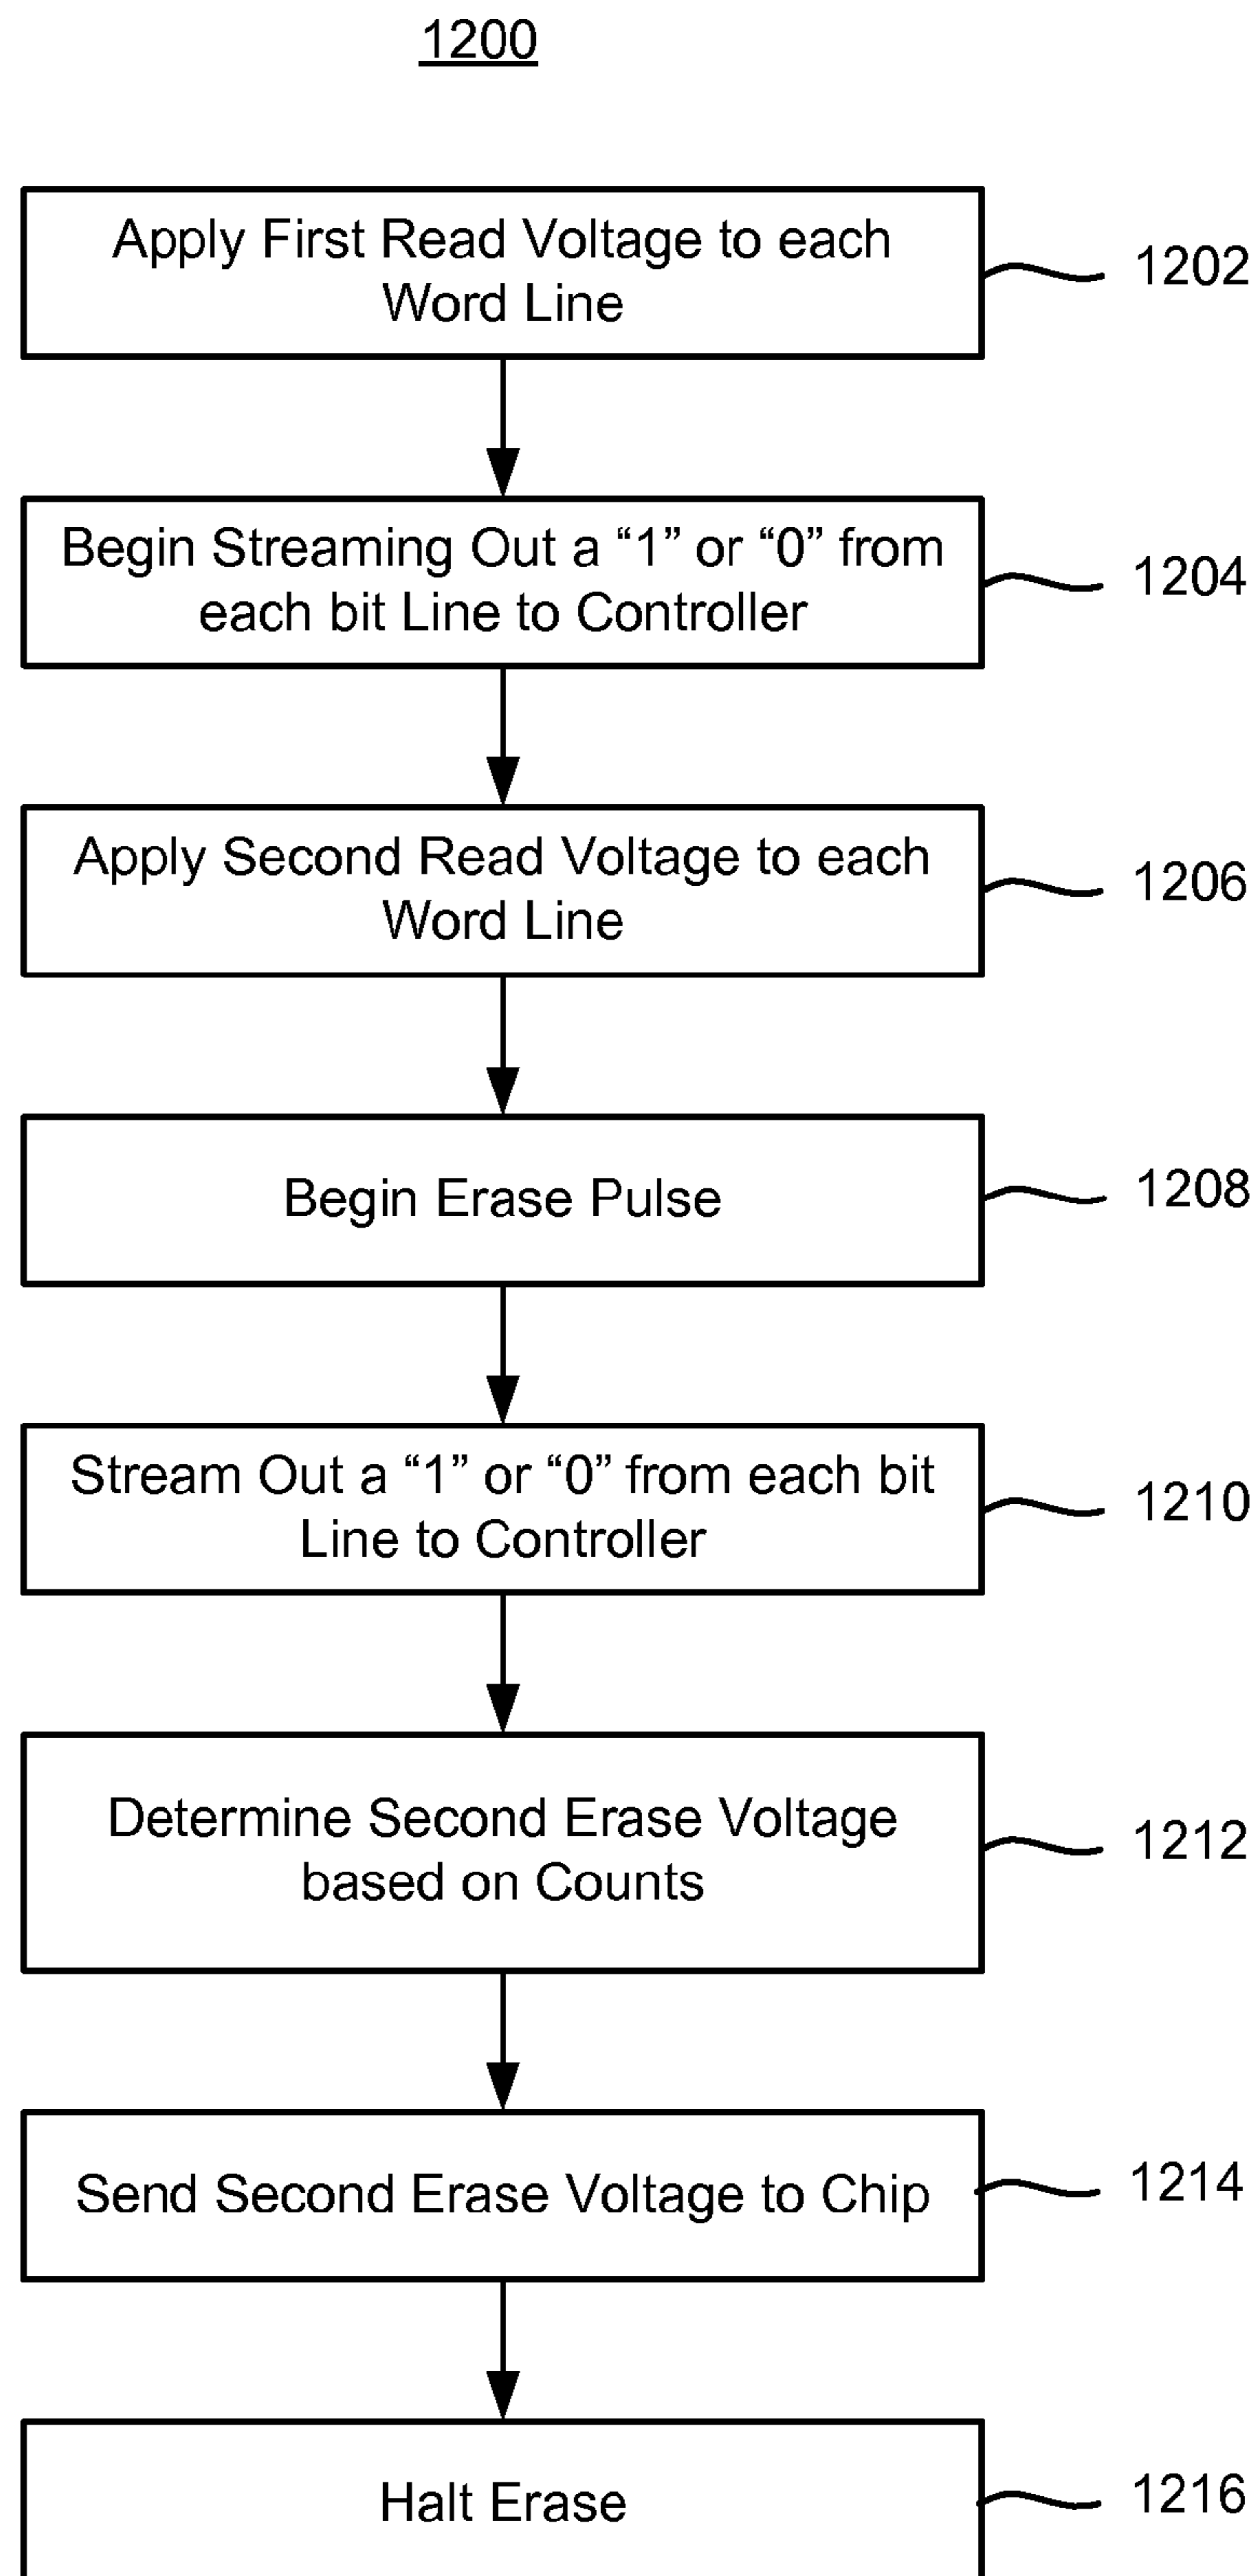 1200
Apply First Read Voltage to each
Word Line
1202
Begin Streaming Out a “1” or “0” from
each bit Line to Controller
1204
Apply Second Read Voltage to each
Word Line
1206
Begin Erase Pulse
1208
Stream Out a “1” or “0” from each bit
Line to Controller
1210
Determine Second Erase Voltage
based on Counts
1212
Send Second Erase Voltage to Chip
1214
Halt Erase
1216